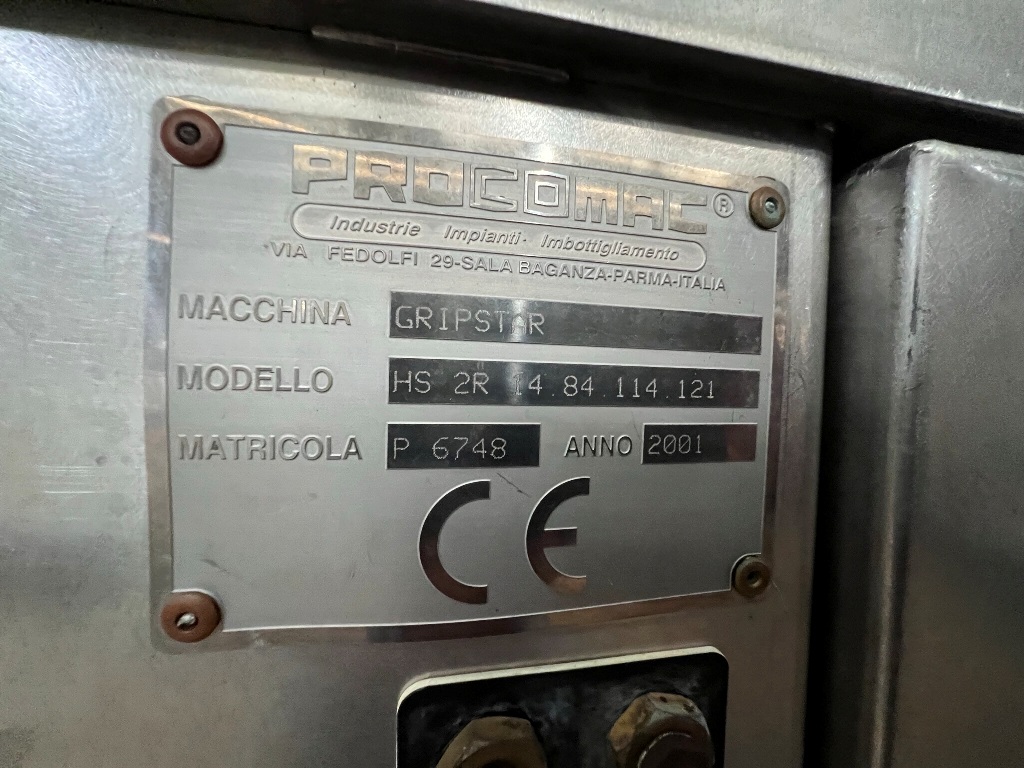 PROCOMAC®
Industrie Impianti · Imbottigliamento
VIA FEDOLFI 29-SALA BAGANZA-PARMA-ITALIA
MACCHINA GRIPSTAR
MODELLO HS 2R 14.84.114.121
MATRICOLA P 6748 ANNO 2001
CE